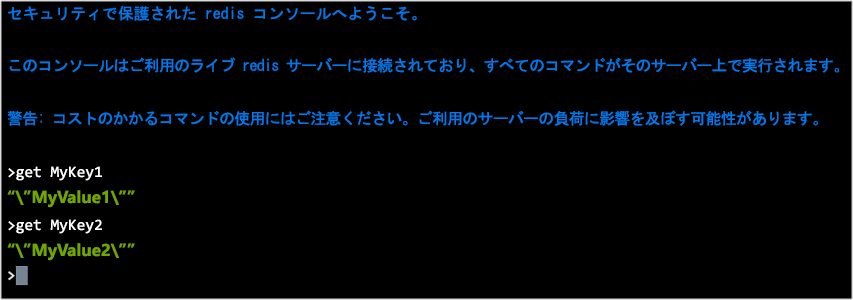 セキュリティで保護された redis コンソールへようこそ。
このコンソールはご利用のライブ redis サーバーに接続されており、すべてのコマンドがそのサーバー上で実行されます。
警告: コストのかかるコマンドの使用にはご注意ください。ご利用のサーバーの負荷に影響を及ぼす可能性があります。
>get MyKey1
“\”MyValue1\””
>get MyKey2
“\”MyValue2\””
>